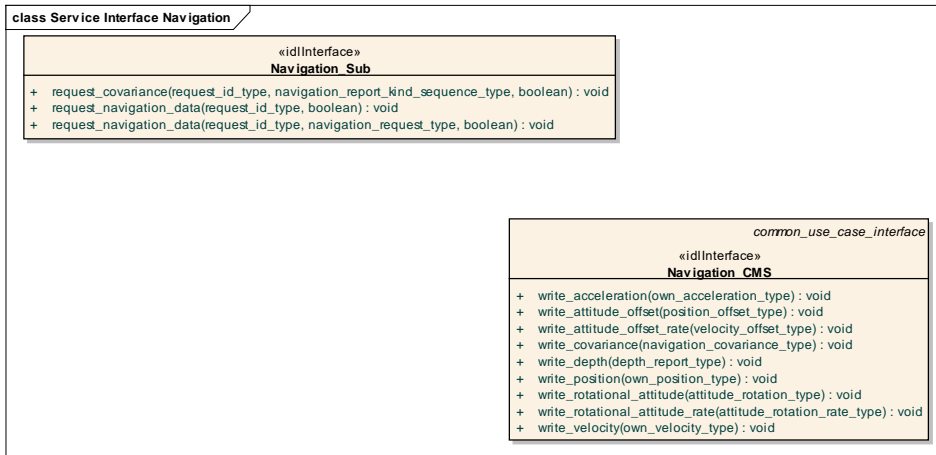 class Service Interface Navigation
«idlInterface»
Navigation_Sub
+ request_covariance(request_id_type, navigation_report_kind_sequence_type, boolean) : void
+ request_navigation_data(request_id_type, boolean) : void
+ request_navigation_data(request_id_type, navigation_request_type, boolean) : void
common_use_case_interface
«idlInterface»
Navigation_CMS
+ write_acceleration(own_acceleration_type) : void
+ write_attitude_offset(position_offset_type) : void
+ write_attitude_offset_rate(velocity_offset_type) : void
+ write_covariance(navigation_covariance_type) : void
+ write_depth(depth_report_type) : void
+ write_position(own_position_type) : void
+ write_rotational_attitude(attitude_rotation_type) : void
+ write_rotational_attitude_rate(attitude_rotation_rate_type) : void
+ write_velocity(own_velocity_type) : void